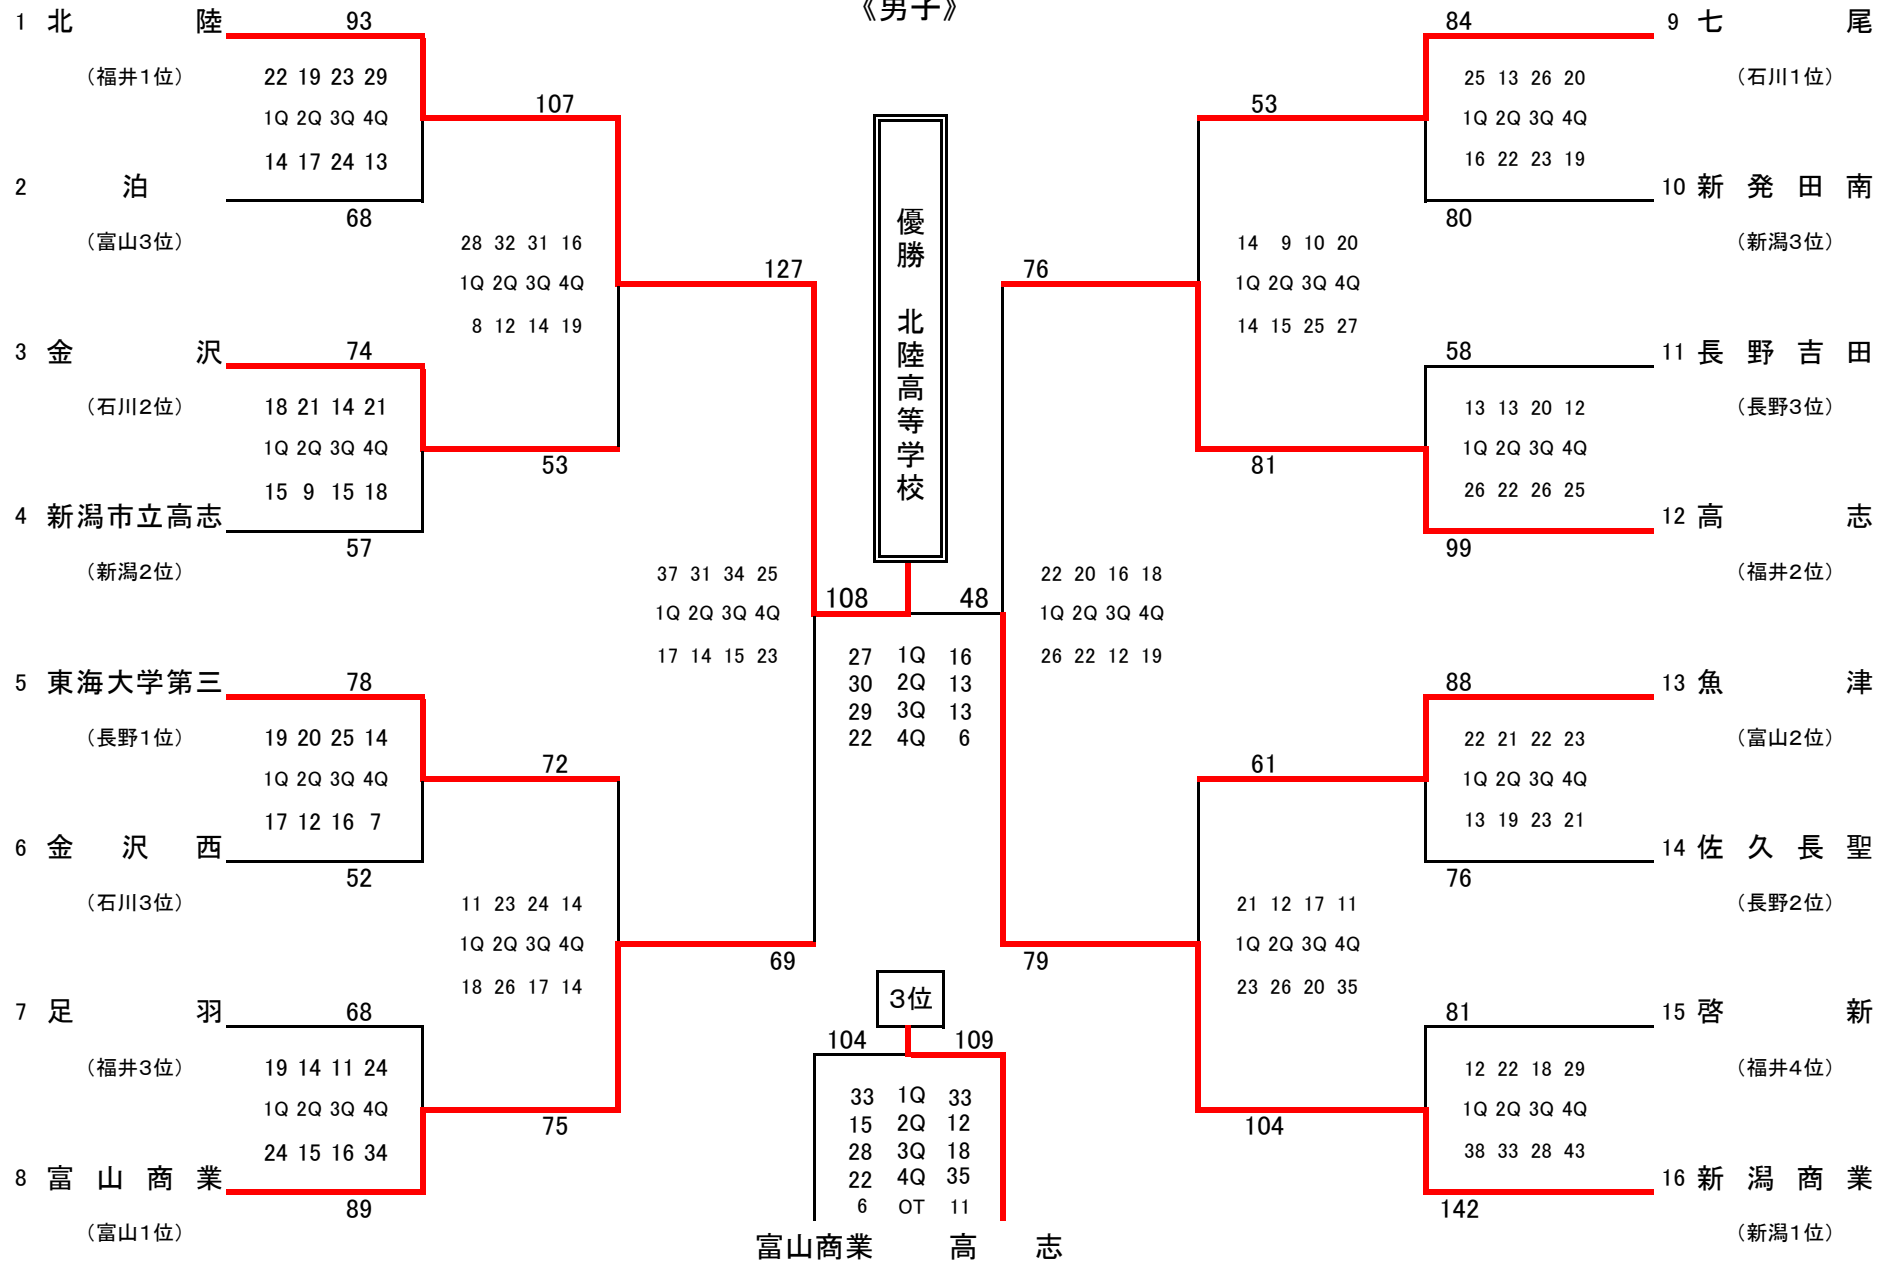 《男子》
1 北陸 93
（福井1位） 22 19 23 29
1Q 2Q 3Q 4Q
14 17 24 13
2 泊 68
（富山3位）
107
28 32 31 16
1Q 2Q 3Q 4Q
8 12 14 19
53
3 金沢 74
（石川2位） 18 21 14 21
1Q 2Q 3Q 4Q
15 9 15 18
4 新潟市立高志 57
（新潟2位）
127
37 31 34 25
1Q 2Q 3Q 4Q
17 14 15 23
69
5 東海大学第三 78
（長野1位） 19 20 25 14
1Q 2Q 3Q 4Q
17 12 16 7
6 金沢西 52
（石川3位）
72
11 23 24 14
1Q 2Q 3Q 4Q
18 26 17 14
75
7 足羽 68
（福井3位） 19 14 11 24
1Q 2Q 3Q 4Q
24 15 16 34
8 富山商業 89
（富山1位）
優勝 北陸高等学校
108 48
27 1Q 16
30 2Q 13
29 3Q 13
22 4Q 6
3位
104 109
33 1Q 33
15 2Q 12
28 3Q 18
22 4Q 35
6 OT 11
富山商業 高志
84 9 七尾
25 13 26 20 （石川1位）
1Q 2Q 3Q 4Q
16 22 23 19
80 10 新発田南
（新潟3位）
53
14 9 10 20
1Q 2Q 3Q 4Q
14 15 25 27
81
58 11 長野吉田
13 13 20 12 （長野3位）
1Q 2Q 3Q 4Q
26 22 26 25
99 12 高志
（福井2位）
76
22 20 16 18
1Q 2Q 3Q 4Q
26 22 12 19
79
88 13 魚津
22 21 22 23 （富山2位）
1Q 2Q 3Q 4Q
13 19 23 21
76 14 佐久長聖
（長野2位）
61
21 12 17 11
1Q 2Q 3Q 4Q
23 26 20 35
104
81 15 啓新
12 22 18 29 （福井4位）
1Q 2Q 3Q 4Q
38 33 28 43
142 16 新潟商業
（新潟1位）